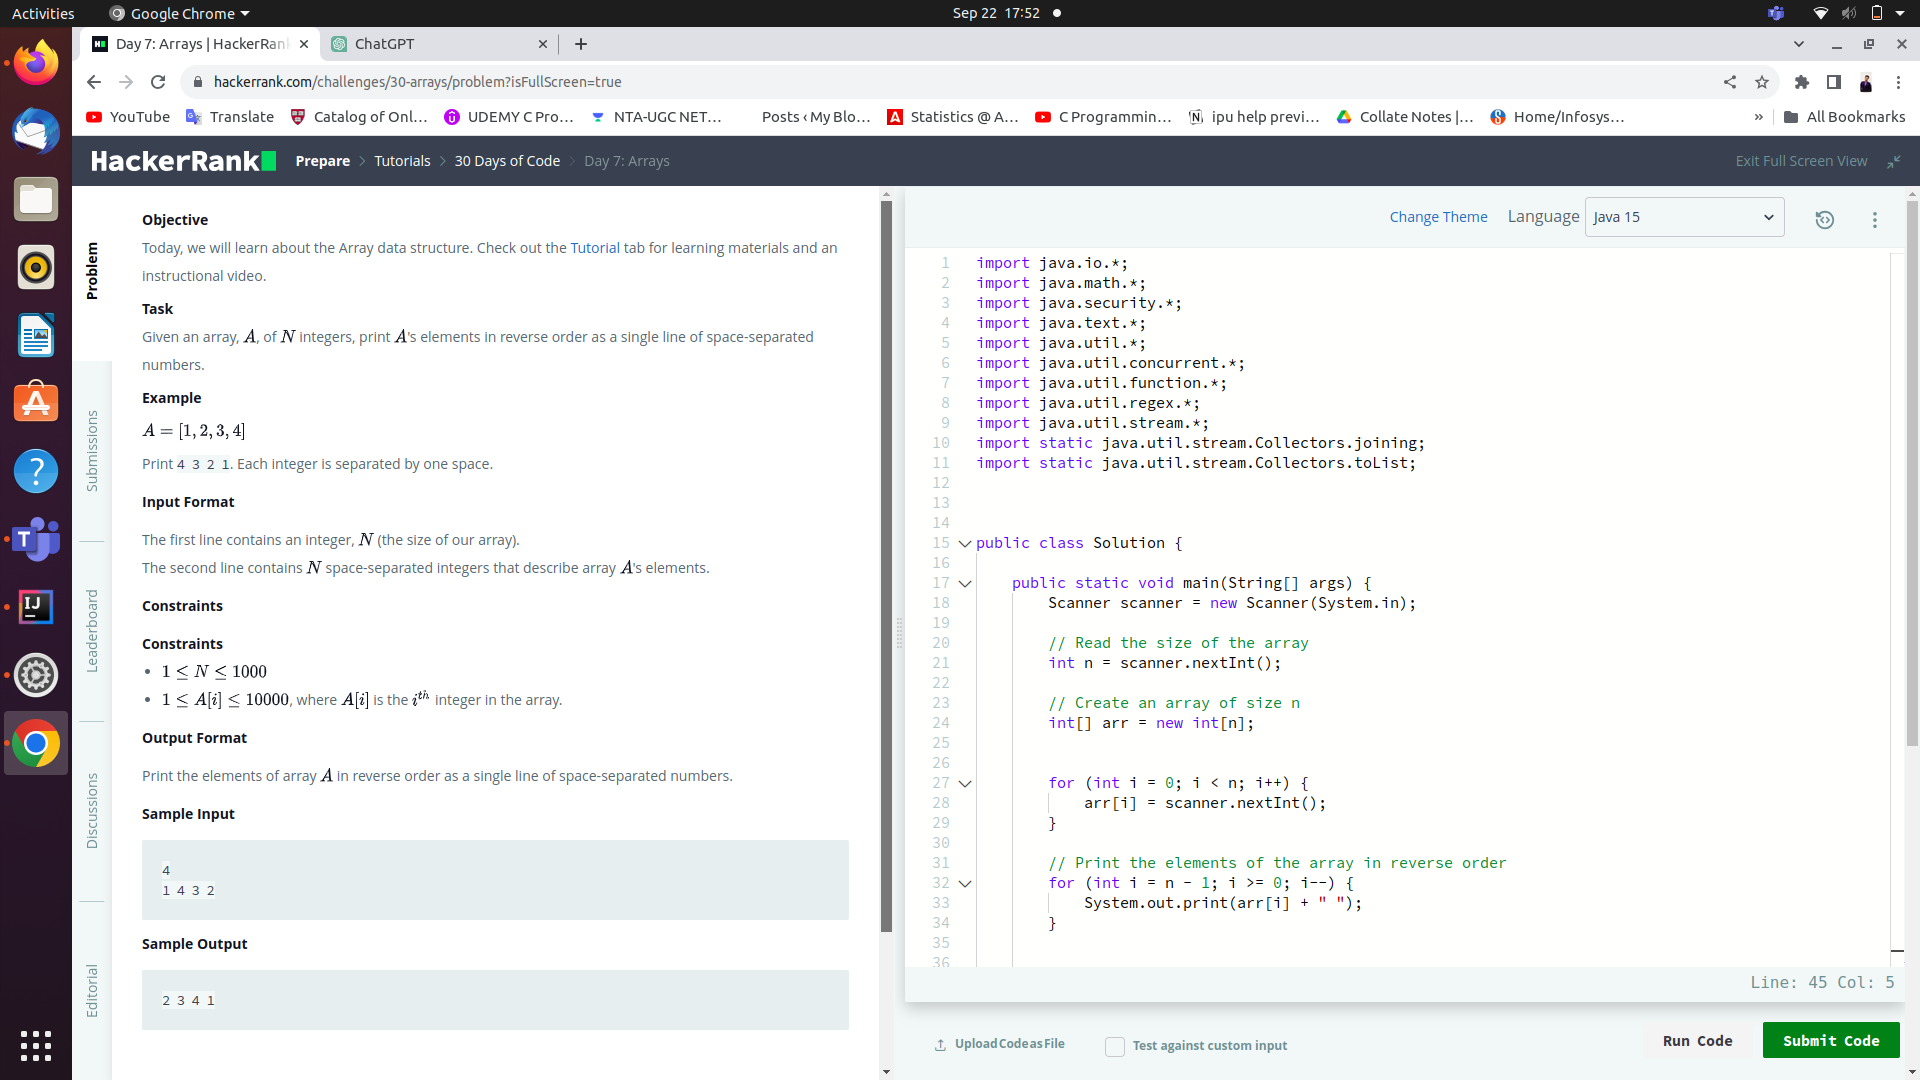 Activities
Google Chrome
Sep 22 17:52
Day 7: Arrays | HackerRank
ChatGPT
hackerrank.com/challenges/30-arrays/problem?isFullScreen=true
YouTube
Translate
Catalog of Onl...
UDEMY C Pro...
NTA-UGC NET...
Posts ‹ My Blo...
Statistics @ A...
C Programmin...
ipu help previ...
Collate Notes |...
Home/Infosys...
»
All Bookmarks
HackerRank
Prepare > Tutorials > 30 Days of Code > Day 7: Arrays
Exit Full Screen View
Problem
Submissions
Leaderboard
Discussions
Editorial
Objective
Today, we will learn about the Array data structure. Check out the Tutorial tab for learning materials and an
instructional video.
Task
Given an array, A, of N integers, print A's elements in reverse order as a single line of space-separated
numbers.
Example
A = [1, 2, 3, 4]
Print 4 3 2 1. Each integer is separated by one space.
Input Format
The first line contains an integer, N (the size of our array).
The second line contains N space-separated integers that describe array A's elements.
Constraints
Constraints
• 1 ≤ N ≤ 1000
• 1 ≤ A[i] ≤ 10000, where A[i] is the i^th integer in the array.
Output Format
Print the elements of array A in reverse order as a single line of space-separated numbers.
Sample Input
4
1 4 3 2
Sample Output
2 3 4 1
Change Theme
Language
Java 15
1 import java.io.*;
2 import java.math.*;
3 import java.security.*;
4 import java.text.*;
5 import java.util.*;
6 import java.util.concurrent.*;
7 import java.util.function.*;
8 import java.util.regex.*;
9 import java.util.stream.*;
10 import static java.util.stream.Collectors.joining;
11 import static java.util.stream.Collectors.toList;
12
13
14
15 public class Solution {
16
17     public static void main(String[] args) {
18         Scanner scanner = new Scanner(System.in);
19
20         // Read the size of the array
21         int n = scanner.nextInt();
22
23         // Create an array of size n
24         int[] arr = new int[n];
25
26
27         for (int i = 0; i < n; i++) {
28             arr[i] = scanner.nextInt();
29         }
30
31         // Print the elements of the array in reverse order
32         for (int i = n - 1; i >= 0; i--) {
33             System.out.print(arr[i] + " ");
34         }
35
36
Line: 45 Col: 5
Upload Code as File
Test against custom input
Run Code
Submit Code